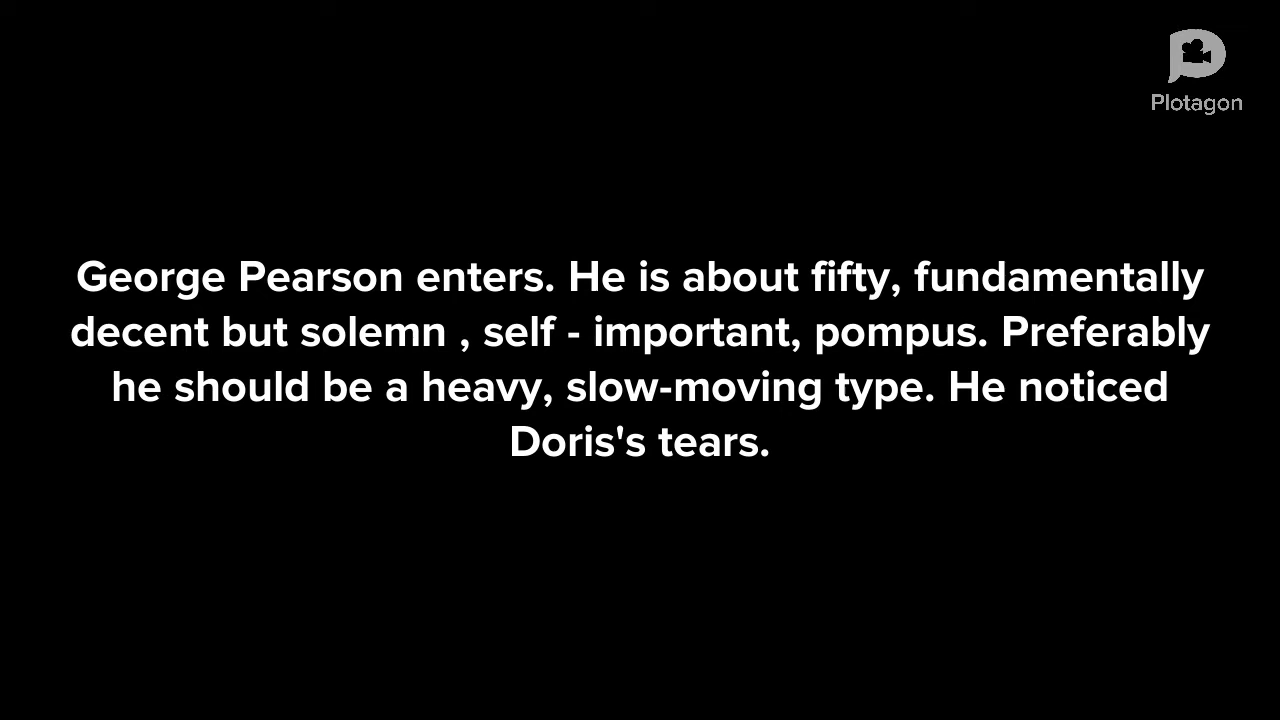 Plotagon
George Pearson enters. He is about fifty, fundamentally
decent but solemn , self - important, pompus. Preferably
he should be a heavy, slow-moving type. He noticed
Doris's tears.